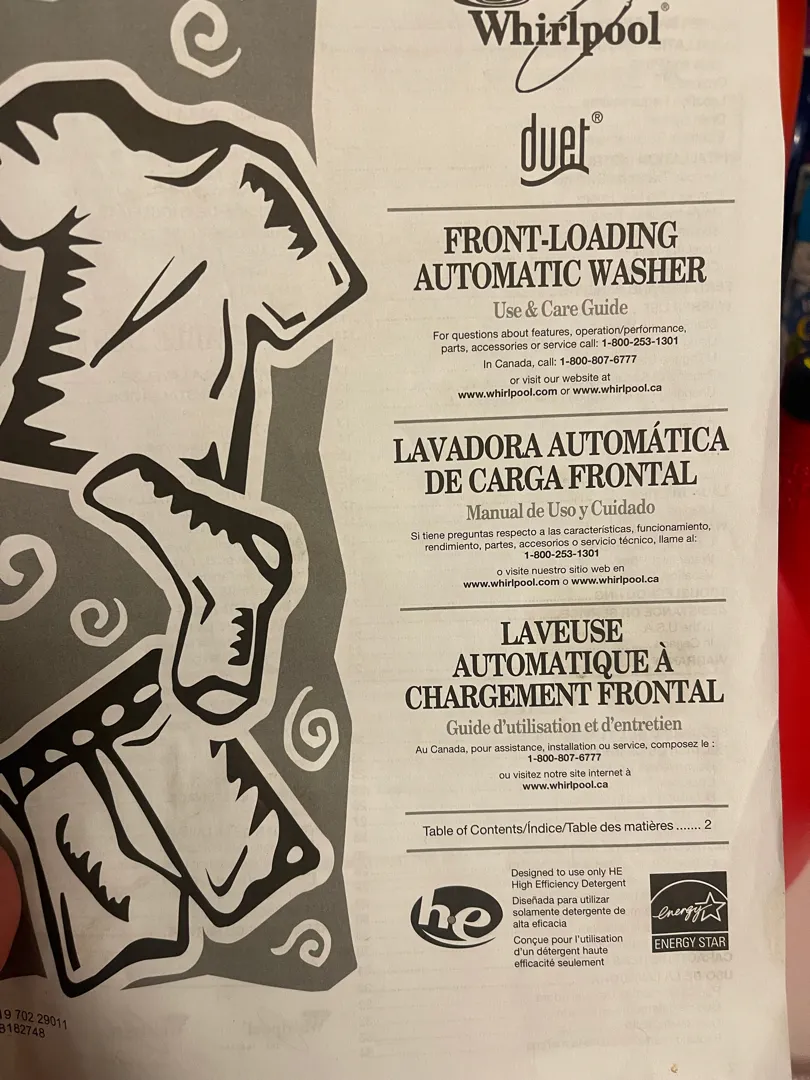 Whirlpool®
duet®
FRONT-LOADING
AUTOMATIC WASHER
Use & Care Guide
For questions about features, operation/performance,
parts, accessories or service call: 1-800-253-1301
In Canada, call: 1-800-807-6777
or visit our website at
www.whirlpool.com or www.whirlpool.ca
LAVADORA AUTOMÁTICA
DE CARGA FRONTAL
Manual de Uso y Cuidado
Si tiene preguntas respecto a las características, funcionamiento,
rendimiento, partes, accesorios o servicio técnico, llame al:
1-800-253-1301
o visite nuestro sitio web en
www.whirlpool.com o www.whirlpool.ca
LAVEUSE
AUTOMATIQUE À
CHARGEMENT FRONTAL
Guide d'utilisation et d'entretien
Au Canada, pour assistance, installation ou service, composez le :
1-800-807-6777
ou visitez notre site internet à
www.whirlpool.ca
Table of Contents/Índice/Table des matières ....... 2
he
Designed to use only HE
High Efficiency Detergent
Diseñada para utilizar
solamente detergente de
alta eficacia
Conçue pour l'utilisation
d'un détergent haute
efficacité seulement
energy
ENERGY STAR
702 29011
8182748